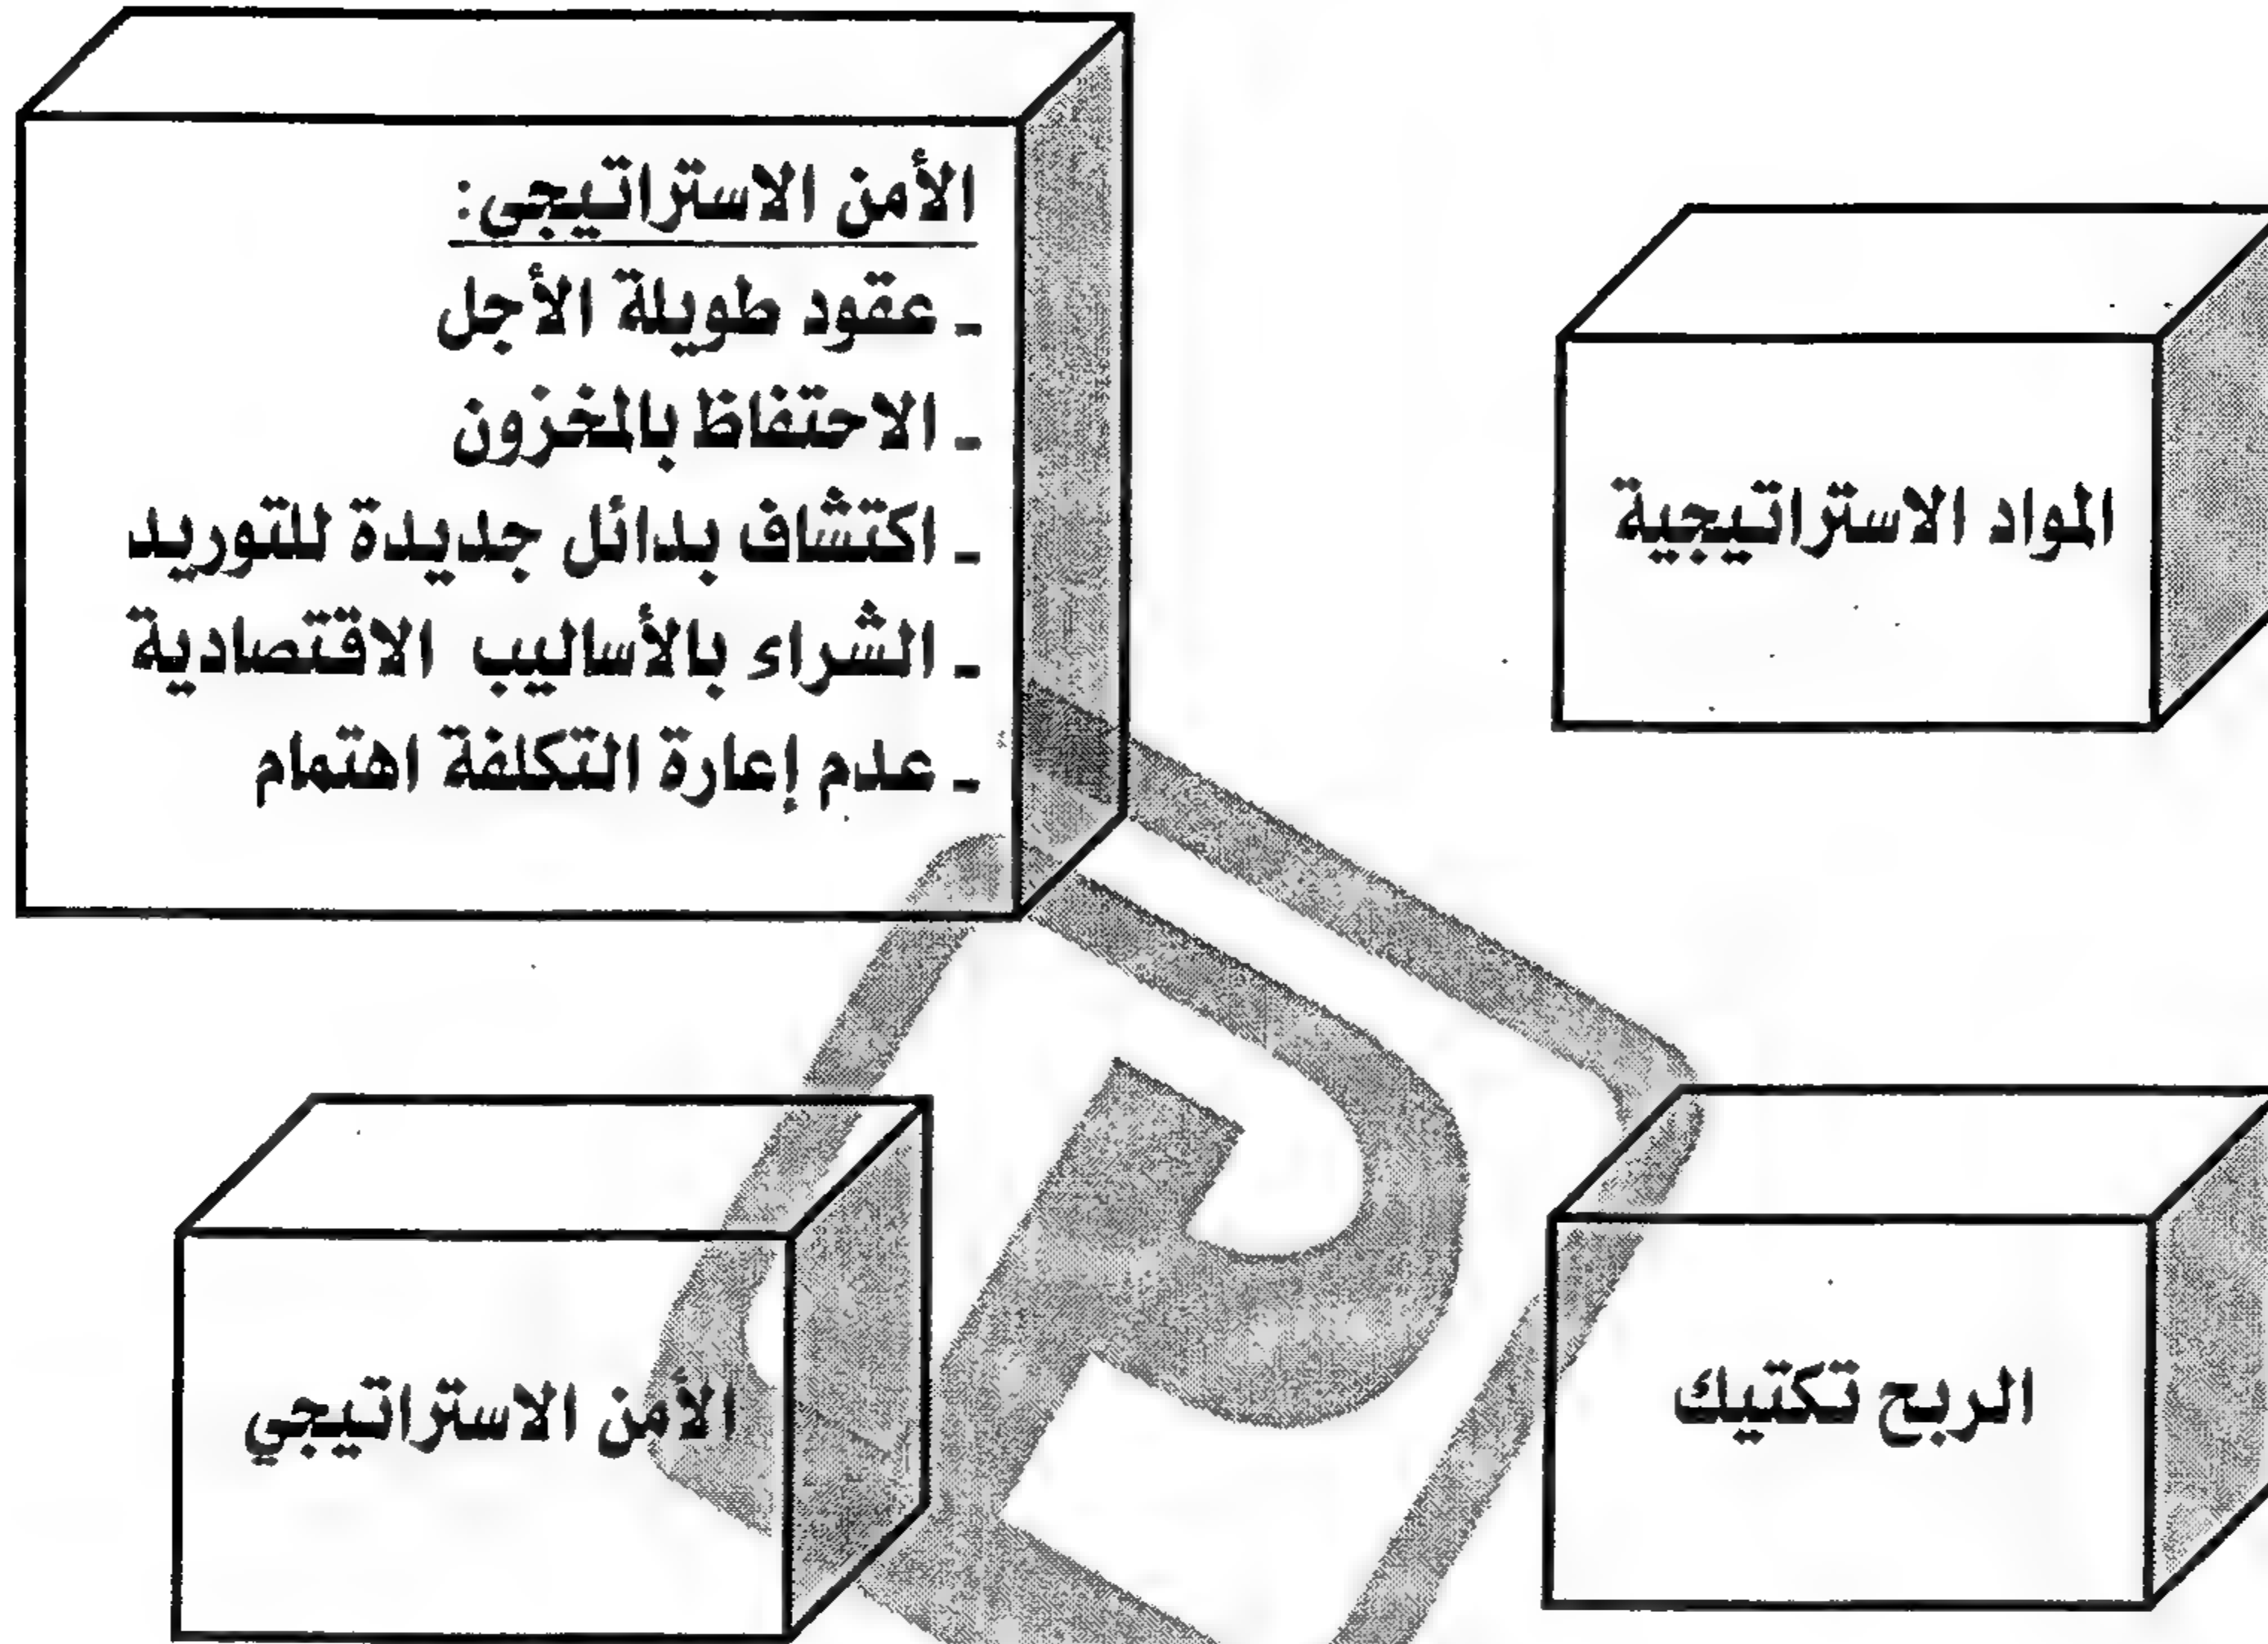 الأمن الاستراتيجى:
ـ عقود طويلة الأجل
ـ الاحتفاظ بالمخزون
ـ اكتشاف بدائل جديدة للتوريد
ـ الشراء بالأساليب الاقتصادية
ـ عدم إعارة التكلفة اهتمام
المواد الاستراتيجية
الربح تكتيك
الأمن الاستراتيجي